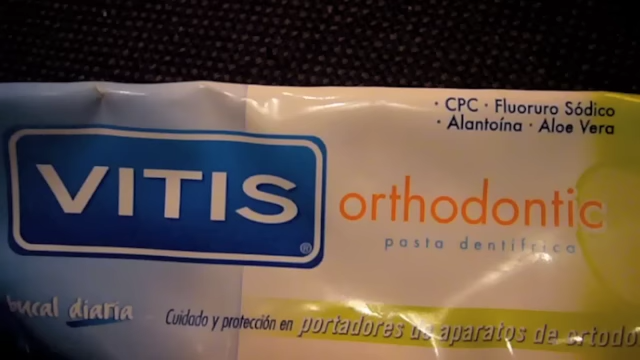 · CPC · Fluoruro Sódico
· Alantoína · Aloe Vera
VITIS®
orthodontic
pasta dentífrica
bucal diaria
Cuidado y protección en portadores de aparatos de ortodo